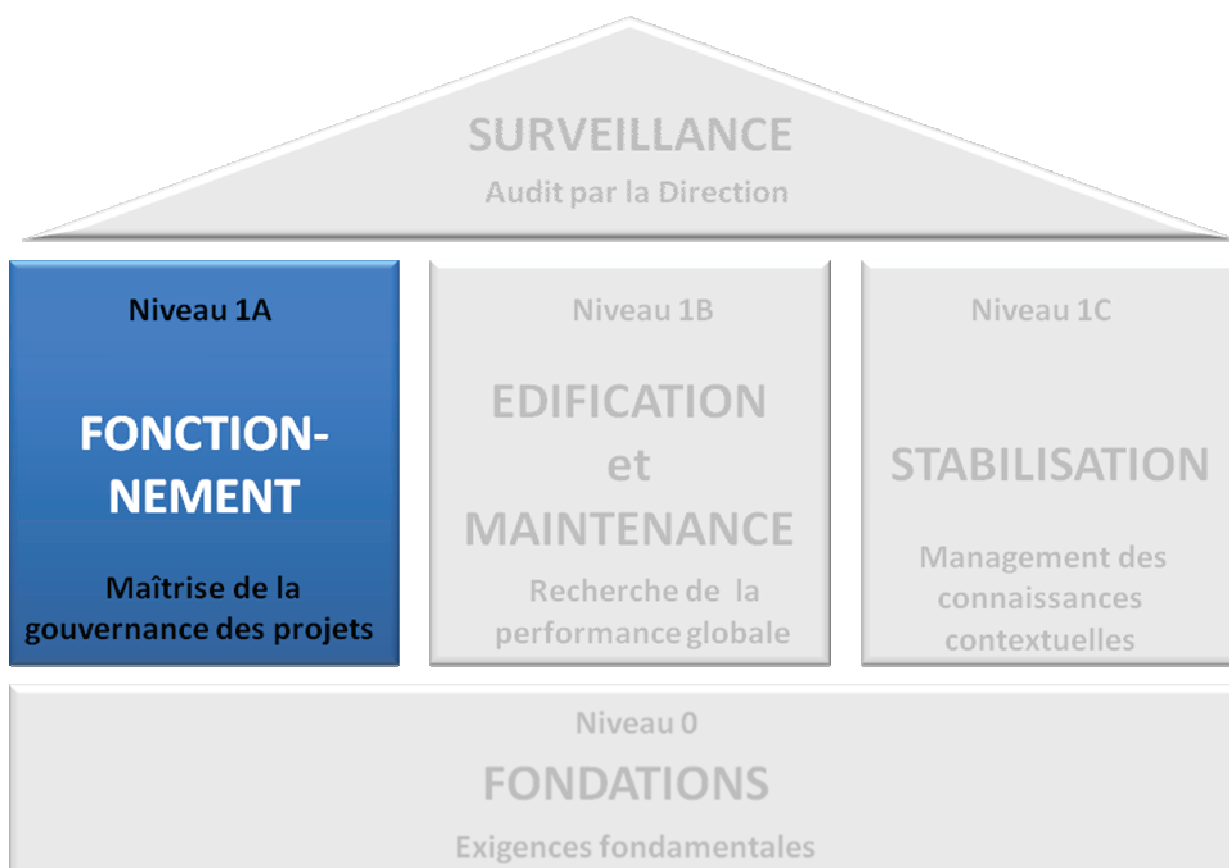 SURVEILLANCE
Audit par la Direction
Niveau 1A
FONCTION-
NEMENT
Maîtrise de la
gouvernance des projets
Niveau 1B
EDIFICATION
et
MAINTENANCE
Recherche de la
performance globale
Niveau 1C
STABILISATION
Management des
connaissances
contextuelles
Niveau 0
FONDATIONS
Exigences fondamentales